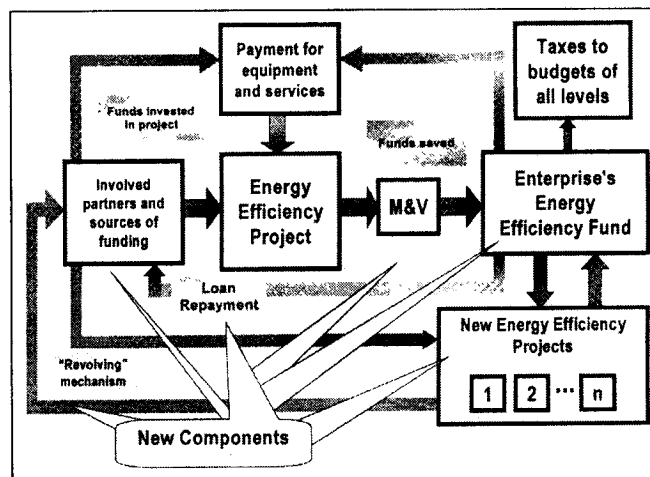 Payment for
equipment
and services
Taxes to
budgets of
all levels
Funds invested
in project
Funds saved
Involved
partners and
sources of
funding
Energy
Efficiency
Project
M&V
Enterprise's
Energy
Efficiency Fund
Loan
Repayment
New Energy Efficiency
Projects
1 2 ... n
"Revolving"
mechanism
New Components